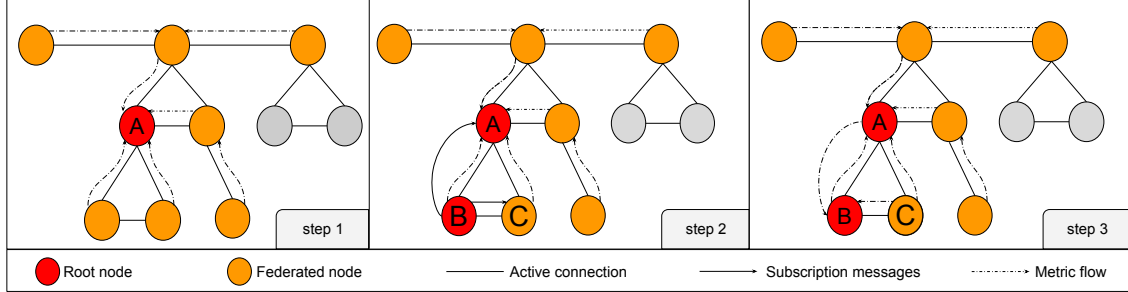 A
step 1
A
B
C
step 2
A
B
C
step 3
Root node
Federated node
Active connection
Subscription messages
Metric flow